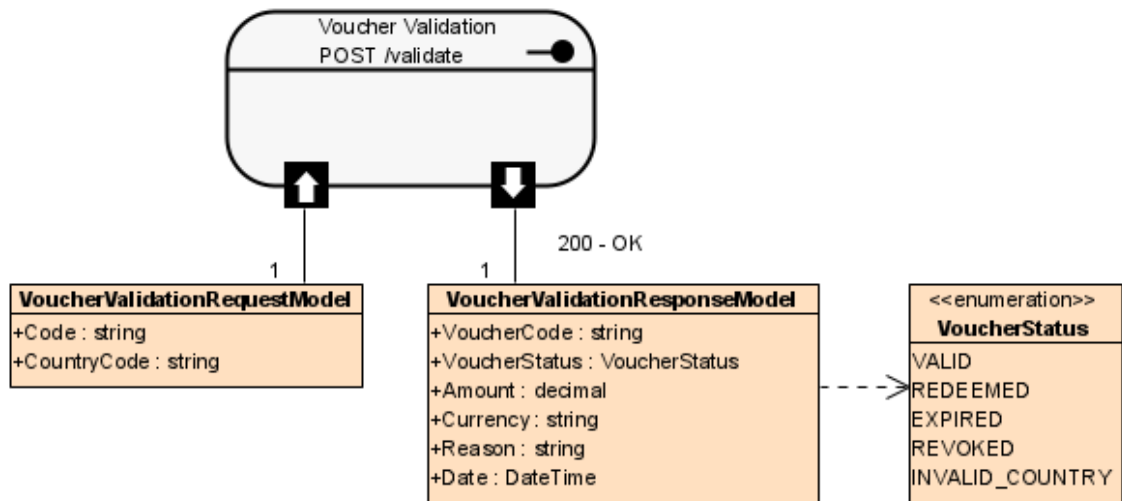 Voucher Validation
POST /validate
200 - OK
1
1
VoucherValidationRequestModel
+Code : string
+CountryCode : string
VoucherValidationResponseModel
+VoucherCode : string
+VoucherStatus : VoucherStatus
+Amount : decimal
+Currency : string
+Reason : string
+Date : DateTime
<<enumeration>>
VoucherStatus
VALID
REDEEMED
EXPIRED
REVOKED
INVALID_COUNTRY